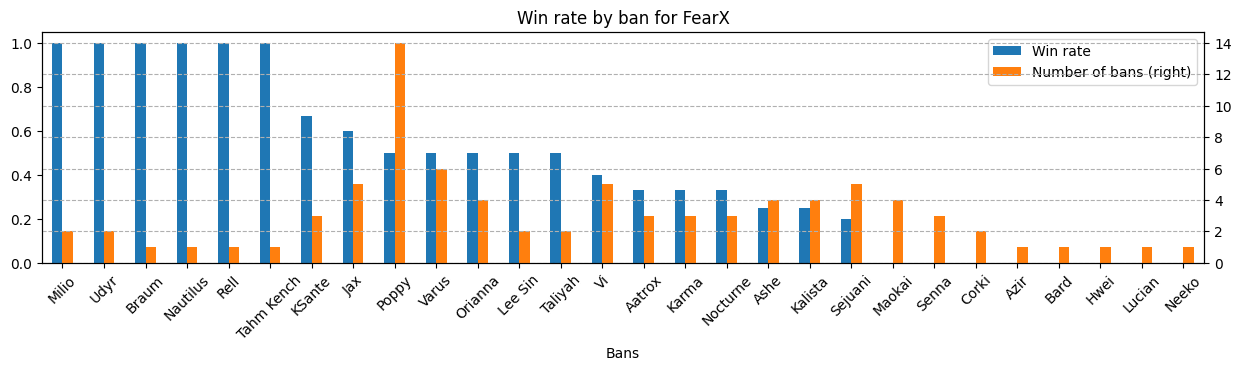 Win rate by ban for FearX
Win rate
Number of bans (right)
1.0
0.8
0.6
0.4
0.2
0.0
14
12
10
8
6
4
2
0
Milio
Udyr
Braum
Nautilus
Rell
Tahm Kench
KSante
Jax
Poppy
Varus
Orianna
Lee Sin
Taliyah
Vi
Aatrox
Karma
Nocturne
Ashe
Kalista
Sejuani
Maokai
Senna
Corki
Azir
Bard
Hwei
Lucian
Neeko
Bans